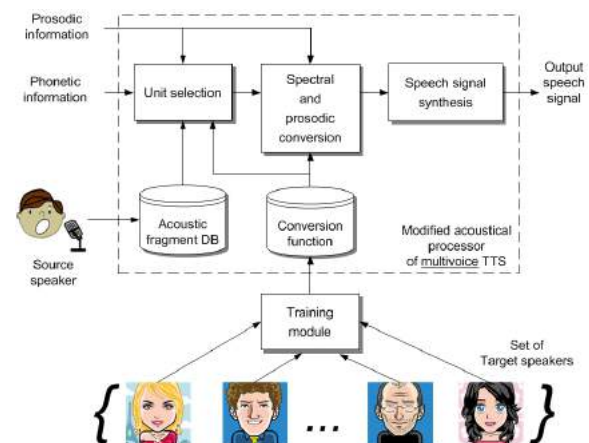 Prosodic
information
Phonetic
information
Unit selection
Spectral
and
prosodic
conversion
Speech signal
synthesis
Output
speech
signal
Acoustic
fragment DB
Conversion
function
Modified acoustical
processor
of multivoice TTS
Source
speaker
Training
module
Set of
Target speakers
{
...
}